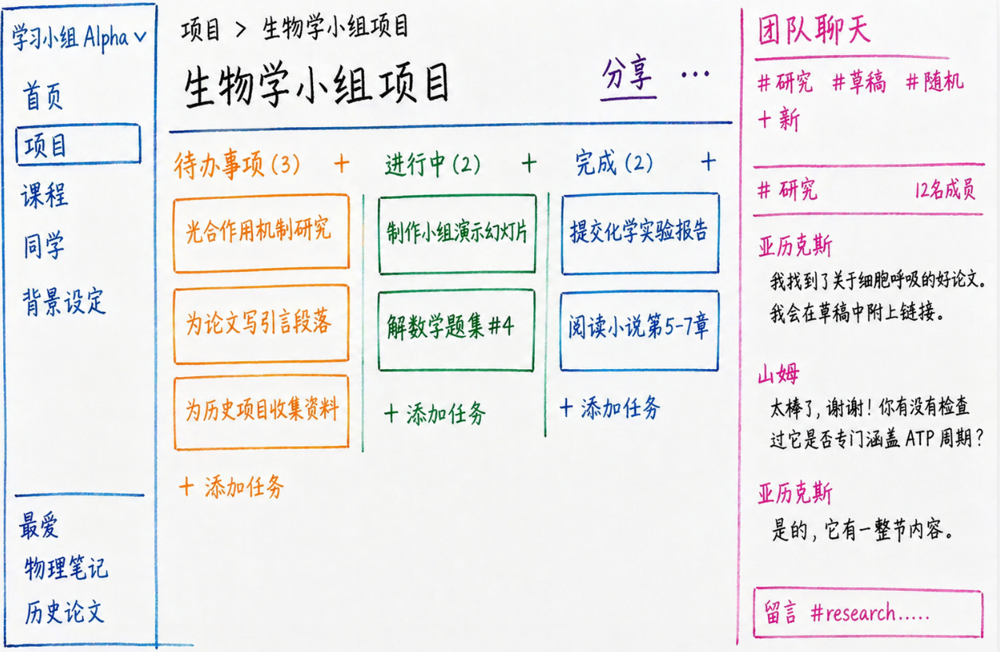 学习小组 Alpha
首页
项目
课程
同学
背景设定
最爱
物理笔记
历史论文
项目 > 生物学小组项目
生物学小组项目
分享 ...
待办事项 (3) +
光合作用机制研究
为论文写引言段落
为历史项目收集资料
+ 添加任务
进行中 (2) +
制作小组演示幻灯片
解数学题集 #4
+ 添加任务
完成 (2) +
提交化学实验报告
阅读小说第5-7章
+ 添加任务
团队聊天
#研究 #草稿 #随机
+ 新
# 研究 12名成员
亚历克斯
我找到了关于细胞呼吸的好论文。
我会在草稿中附上链接。
山姆
太棒了, 谢谢! 你有没有检查
过它是否专门涵盖 ATP 周期?
亚历克斯
是的, 它有一整节内容。
留言 #research.....